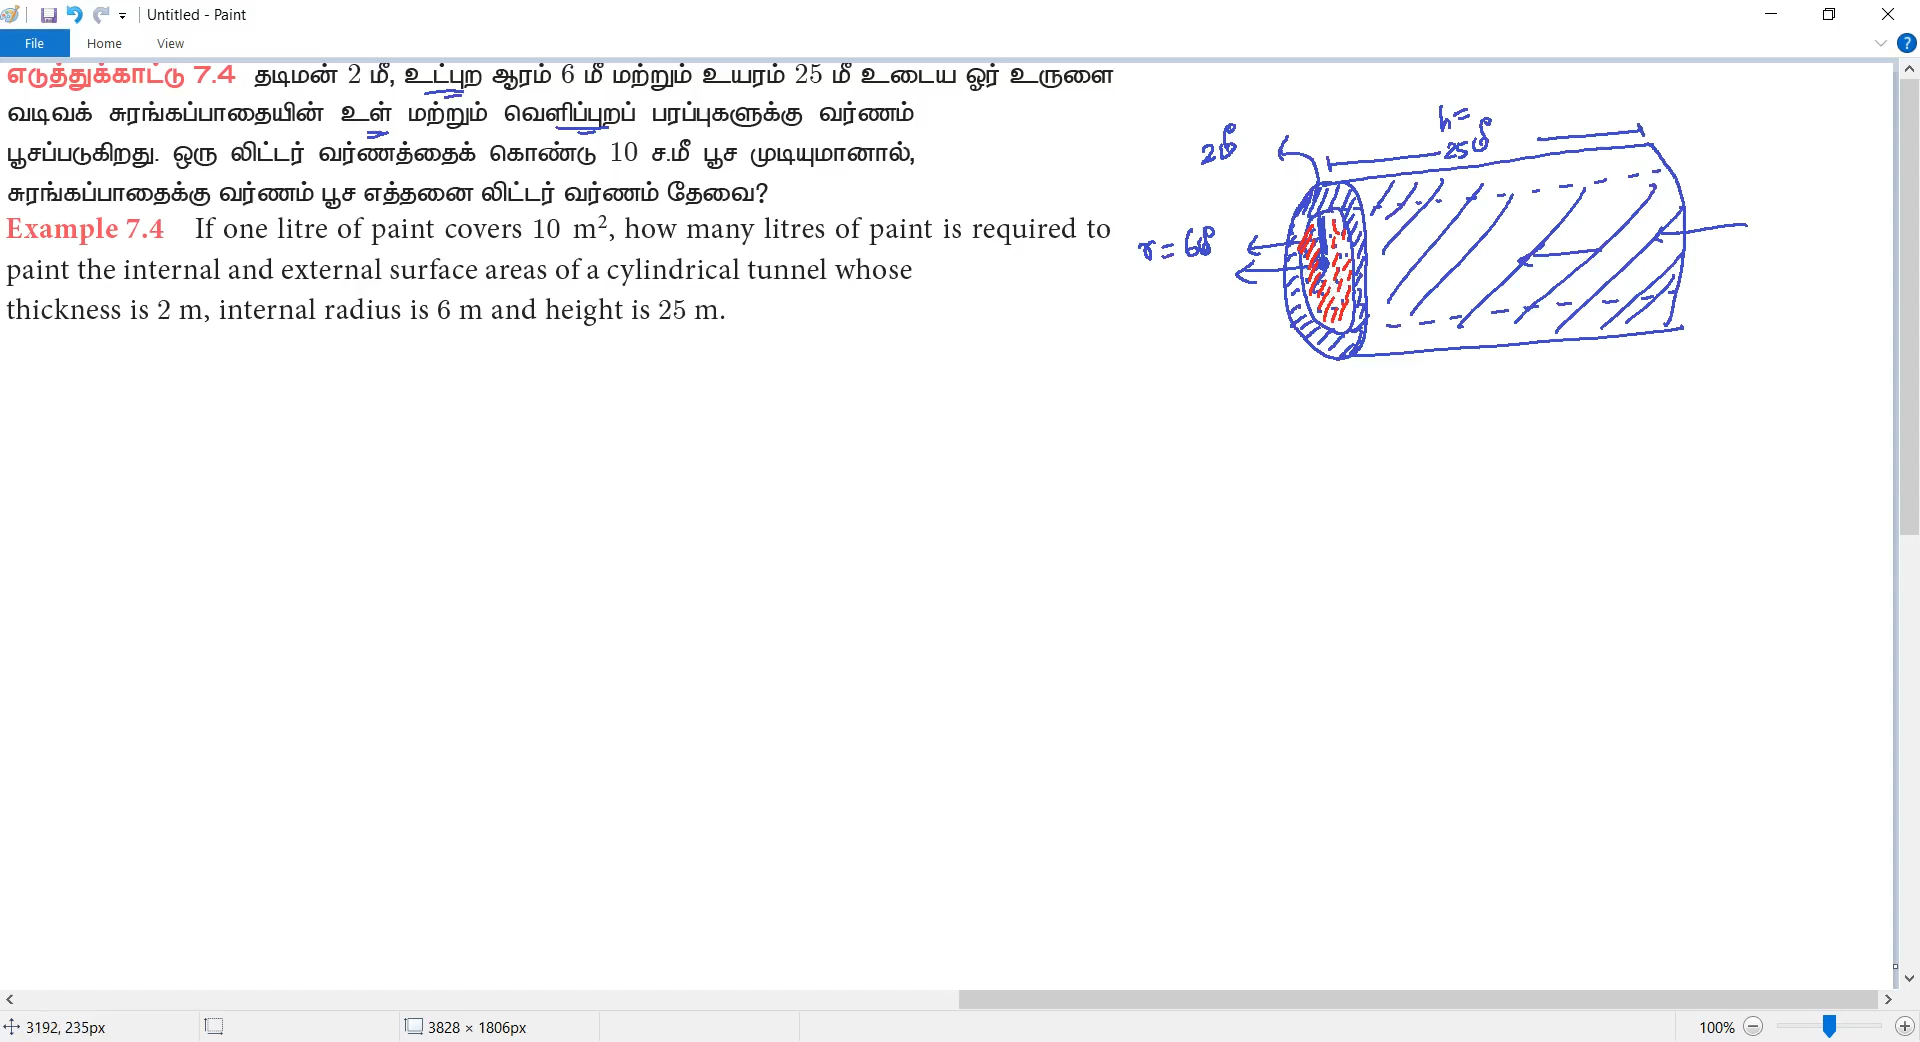 Untitled - Paint
File Home View
எடுத்துக்காட்டு 7.4 தடிமன் 2 மீ, உட்புற ஆரம் 6 மீ மற்றும் உயரம் 25 மீ உடைய ஓர் உருளை
வடிவக் சுரங்கப்பாதையின் உள் மற்றும் வெளிப்புறப் பரப்புகளுக்கு வர்ணம்
பூசப்படுகிறது. ஒரு லிட்டர் வர்ணத்தைக் கொண்டு 10 ச.மீ பூச முடியுமானால்,
சுரங்கப்பாதைக்கு வர்ணம் பூச எத்தனை லிட்டர் வர்ணம் தேவை?
Example 7.4 If one litre of paint covers 10 m², how many litres of paint is required to
paint the internal and external surface areas of a cylindrical tunnel whose
thickness is 2 m, internal radius is 6 m and height is 25 m.
h =
25மீ
2மீ
r = 6மீ
3192, 235px 3828 × 1806px 100%